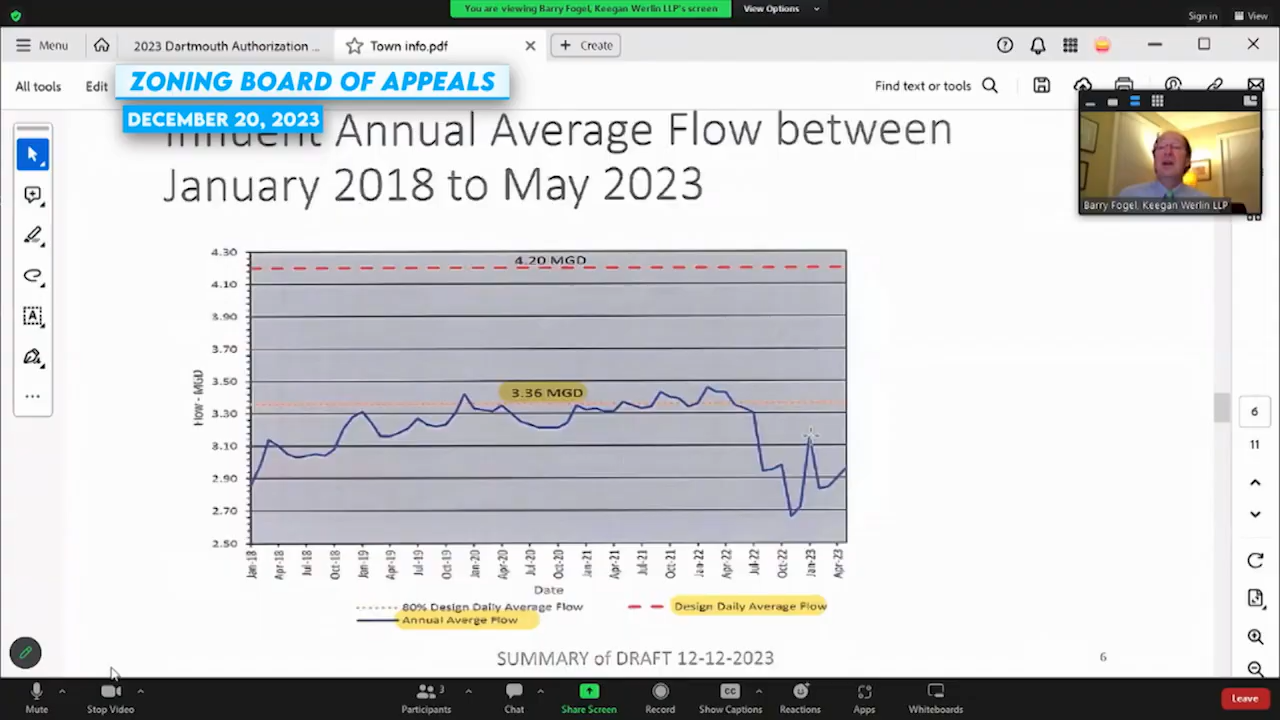 You are viewing Barry Fogel, Keegan Werlin LLP's screen
View Options
Sign in
View
Menu
2023 Dartmouth Authorization ...
Town info.pdf
Create
All tools
Edit
Find text or tools
ZONING BOARD OF APPEALS
DECEMBER 20, 2023
Influent Annual Average Flow between
January 2018 to May 2023
Barry Fogel, Keegan Werlin LLP
4.30
4.10
3.90
3.70
3.50
3.30
3.10
2.90
2.70
2.50
Flow - MGD
4.20 MGD
3.36 MGD
Jan-18
Apr-18
Jul-18
Oct-18
Jan-19
Apr-19
Jul-19
Oct-19
Jan-20
Apr-20
Jul-20
Oct-20
Jan-21
Apr-21
Jul-21
Oct-21
Jan-22
Apr-22
Jul-22
Oct-22
Jan-23
Apr-23
Date
80% Design Daily Average Flow
Design Daily Average Flow
Annual Averge Flow
SUMMARY of DRAFT 12-12-2023
6
6
11
Mute
Stop Video
3
Participants
Chat
Share Screen
Record
CC
Show Captions
Reactions
Apps
Whiteboards
Leave